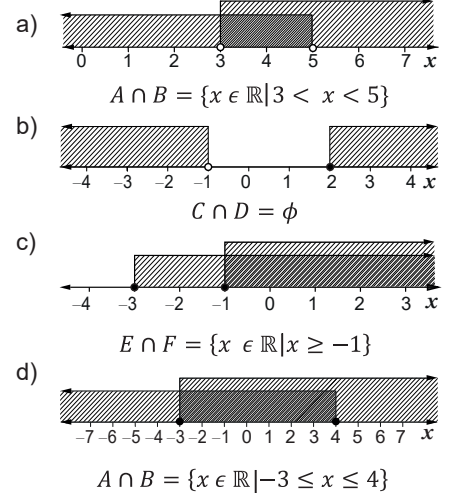 a)
0 1 2 3 4 5 6 7 x
A ∩ B = {x ϵ ℝ|3 < x < 5}
b)
−4 −3 −2 −1 0 1 2 3 4 x
C ∩ D = ϕ
c)
−4 −3 −2 −1 0 1 2 3 x
E ∩ F = {x ϵ ℝ|x ≥ −1}
d)
−7 −6 −5 −4 −3 −2 −1 0 1 2 3 4 5 6 7 x
A ∩ B = {x ϵ ℝ|−3 ≤ x ≤ 4}